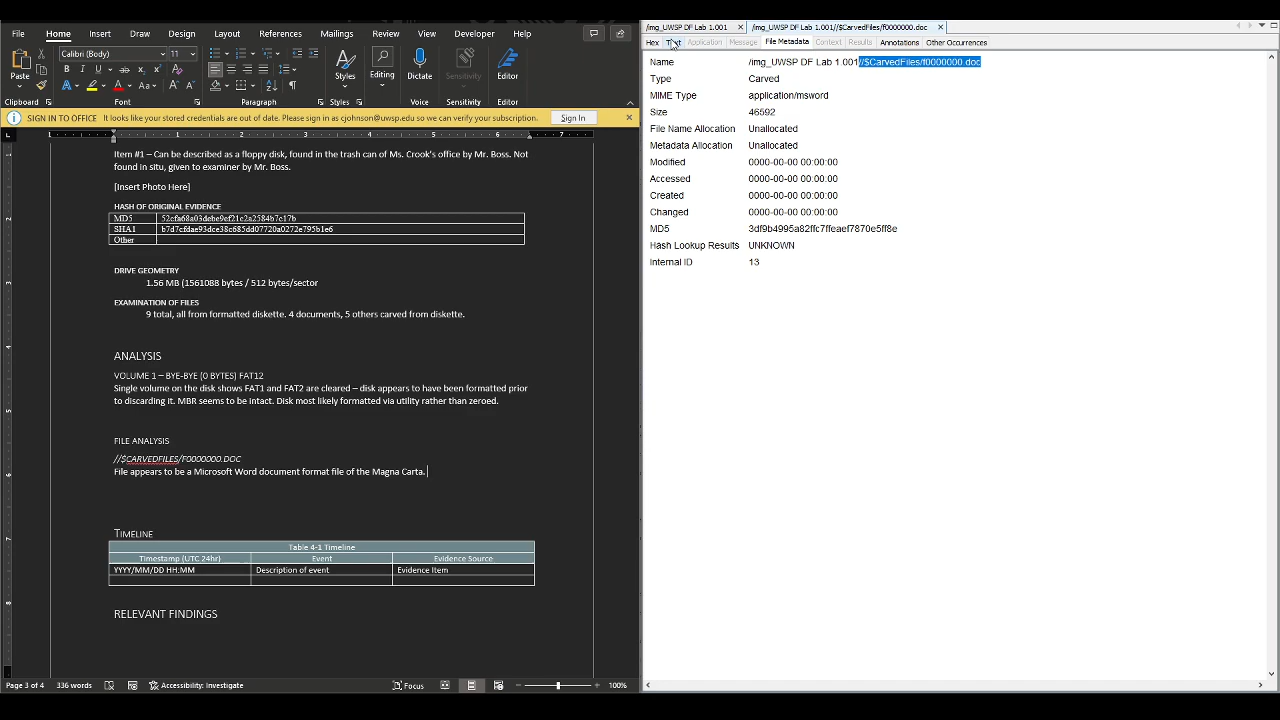 File Home Insert Draw Design Layout References Mailings Review View Developer Help
Calibri (Body) 11
Paste Styles Editing Dictate Sensitivity Editor
Clipboard Font Paragraph Styles Voice Sensitivity Editor
SIGN IN TO OFFICE It looks like your stored credentials are out of date. Please sign in as cjohnson@uwsp.edu so we can verify your subscription. Sign In
Item #1 – Can be described as a floppy disk, found in the trash can of Ms. Crook's office by Mr. Boss. Not
found in situ, given to examiner by Mr. Boss.
[Insert Photo Here]
HASH OF ORIGINAL EVIDENCE
MD5 52cfa68a03debe9ef21c2a2584b7c17b
SHA1 b7d7cfdae93dce38c685dd07720a0272e795b1e6
Other
DRIVE GEOMETRY
1.56 MB (1561088 bytes / 512 bytes/sector
EXAMINATION OF FILES
9 total, all from formatted diskette. 4 documents, 5 others carved from diskette.
ANALYSIS
VOLUME 1 – BYE-BYE (0 BYTES) FAT12
Single volume on the disk shows FAT1 and FAT2 are cleared – disk appears to have been formatted prior
to discarding it. MBR seems to be intact. Disk most likely formatted via utility rather than zeroed.
FILE ANALYSIS
//$CARVEDFILES/F0000000.DOC
File appears to be a Microsoft Word document format file of the Magna Carta.
TIMELINE
Table 4-1 Timeline
Timestamp (UTC 24hr) Event Evidence Source
YYYY/MM/DD HH:MM Description of event Evidence Item
RELEVANT FINDINGS
Page 3 of 4 336 words Accessibility: Investigate Focus 100%
/img_UWSP DF Lab 1.001 /img_UWSP DF Lab 1.001//$CarvedFiles/f0000000.doc
Hex Text Application Message File Metadata Context Results Annotations Other Occurrences
Name /img_UWSP DF Lab 1.001//$CarvedFiles/f0000000.doc
Type Carved
MIME Type application/msword
Size 46592
File Name Allocation Unallocated
Metadata Allocation Unallocated
Modified 0000-00-00 00:00:00
Accessed 0000-00-00 00:00:00
Created 0000-00-00 00:00:00
Changed 0000-00-00 00:00:00
MD5 3df9b4995a82ffc7ffeaef7870e5ff8e
Hash Lookup Results UNKNOWN
Internal ID 13